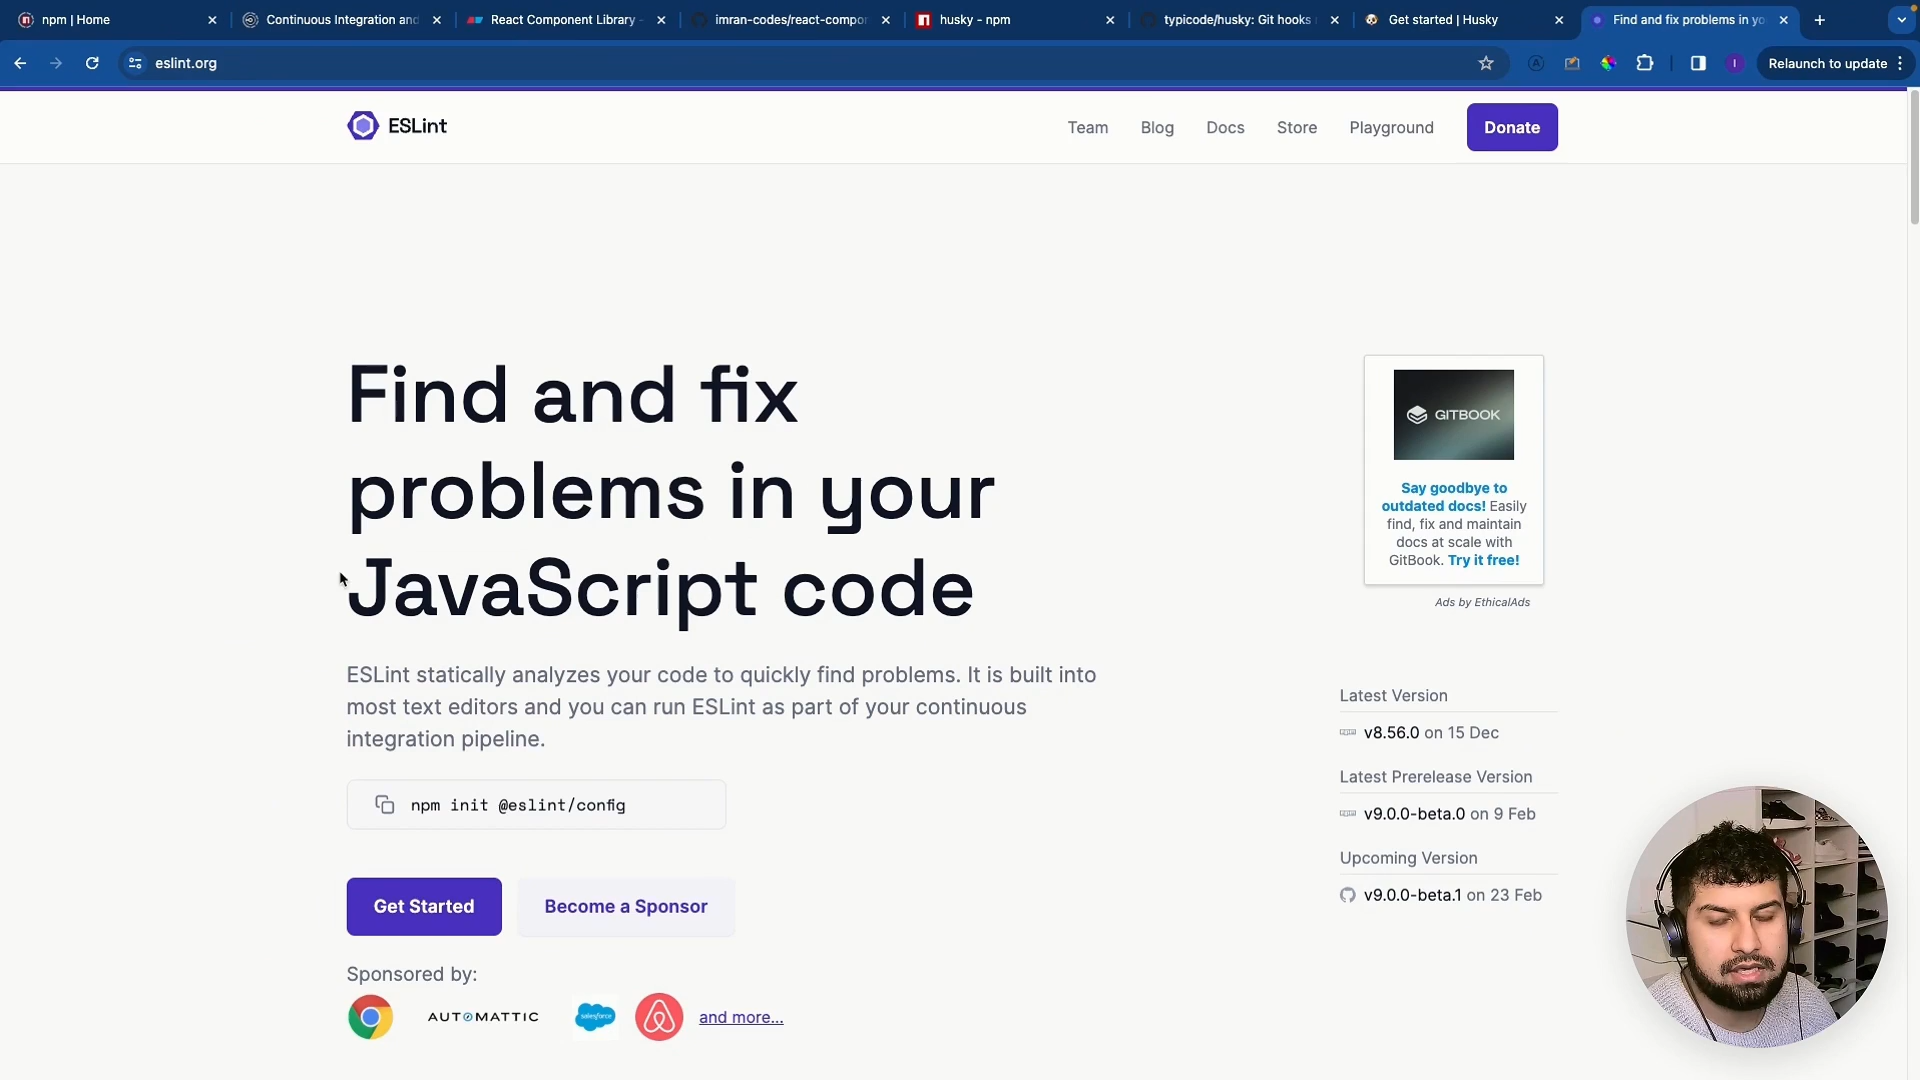 npm | Home
Continuous Integration and
React Component Library -
imran-codes/react-compor
husky - npm
typicode/husky: Git hooks
Get started | Husky
Find and fix problems in yo
eslint.org
Relaunch to update
ESLint
Team
Blog
Docs
Store
Playground
Donate
Find and fix
problems in your
JavaScript code
ESLint statically analyzes your code to quickly find problems. It is built into
most text editors and you can run ESLint as part of your continuous
integration pipeline.
npm init @eslint/config
Get Started
Become a Sponsor
Sponsored by:
AUTOMATTIC
salesforce
and more...
GITBOOK
Say goodbye to
outdated docs! Easily
find, fix and maintain
docs at scale with
GitBook. Try it free!
Ads by EthicalAds
Latest Version
v8.56.0 on 15 Dec
Latest Prerelease Version
v9.0.0-beta.0 on 9 Feb
Upcoming Version
v9.0.0-beta.1 on 23 Feb